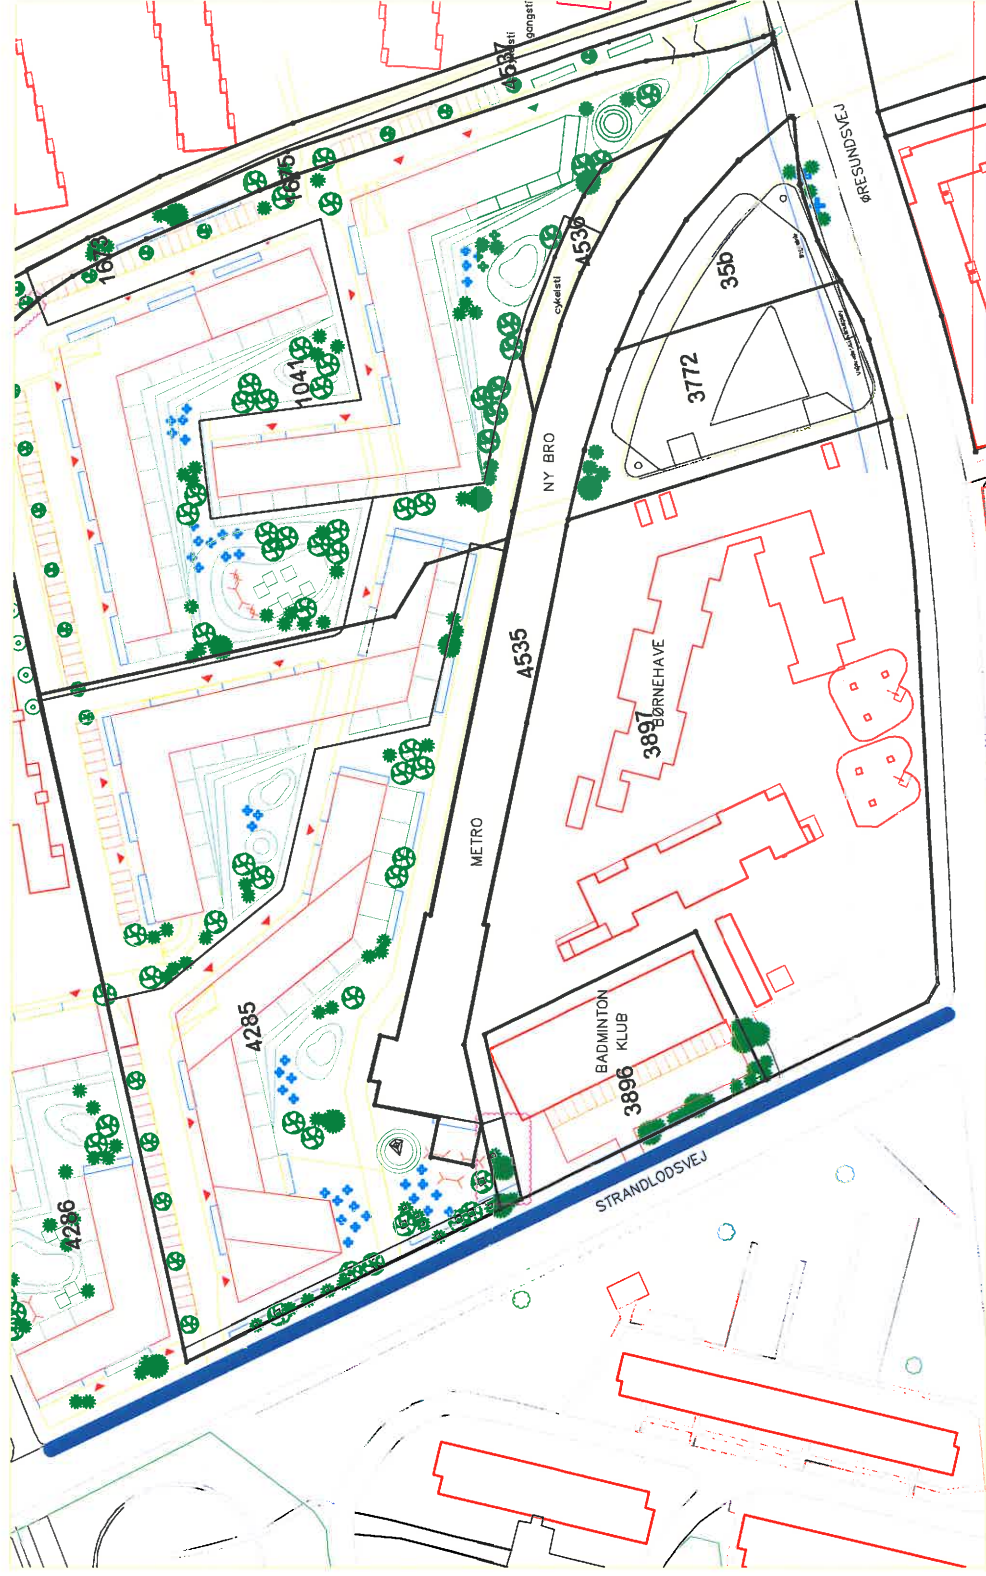 gangsti
4537
ØRESUNDSVEJ
1675
1673
4536
35b
cykelsti
3772
1041
NY BRO
4535
BØRNEHAVE
3897
METRO
4285
BADMINTON
KLUB
3896
STRANDLODSVEJ
4286